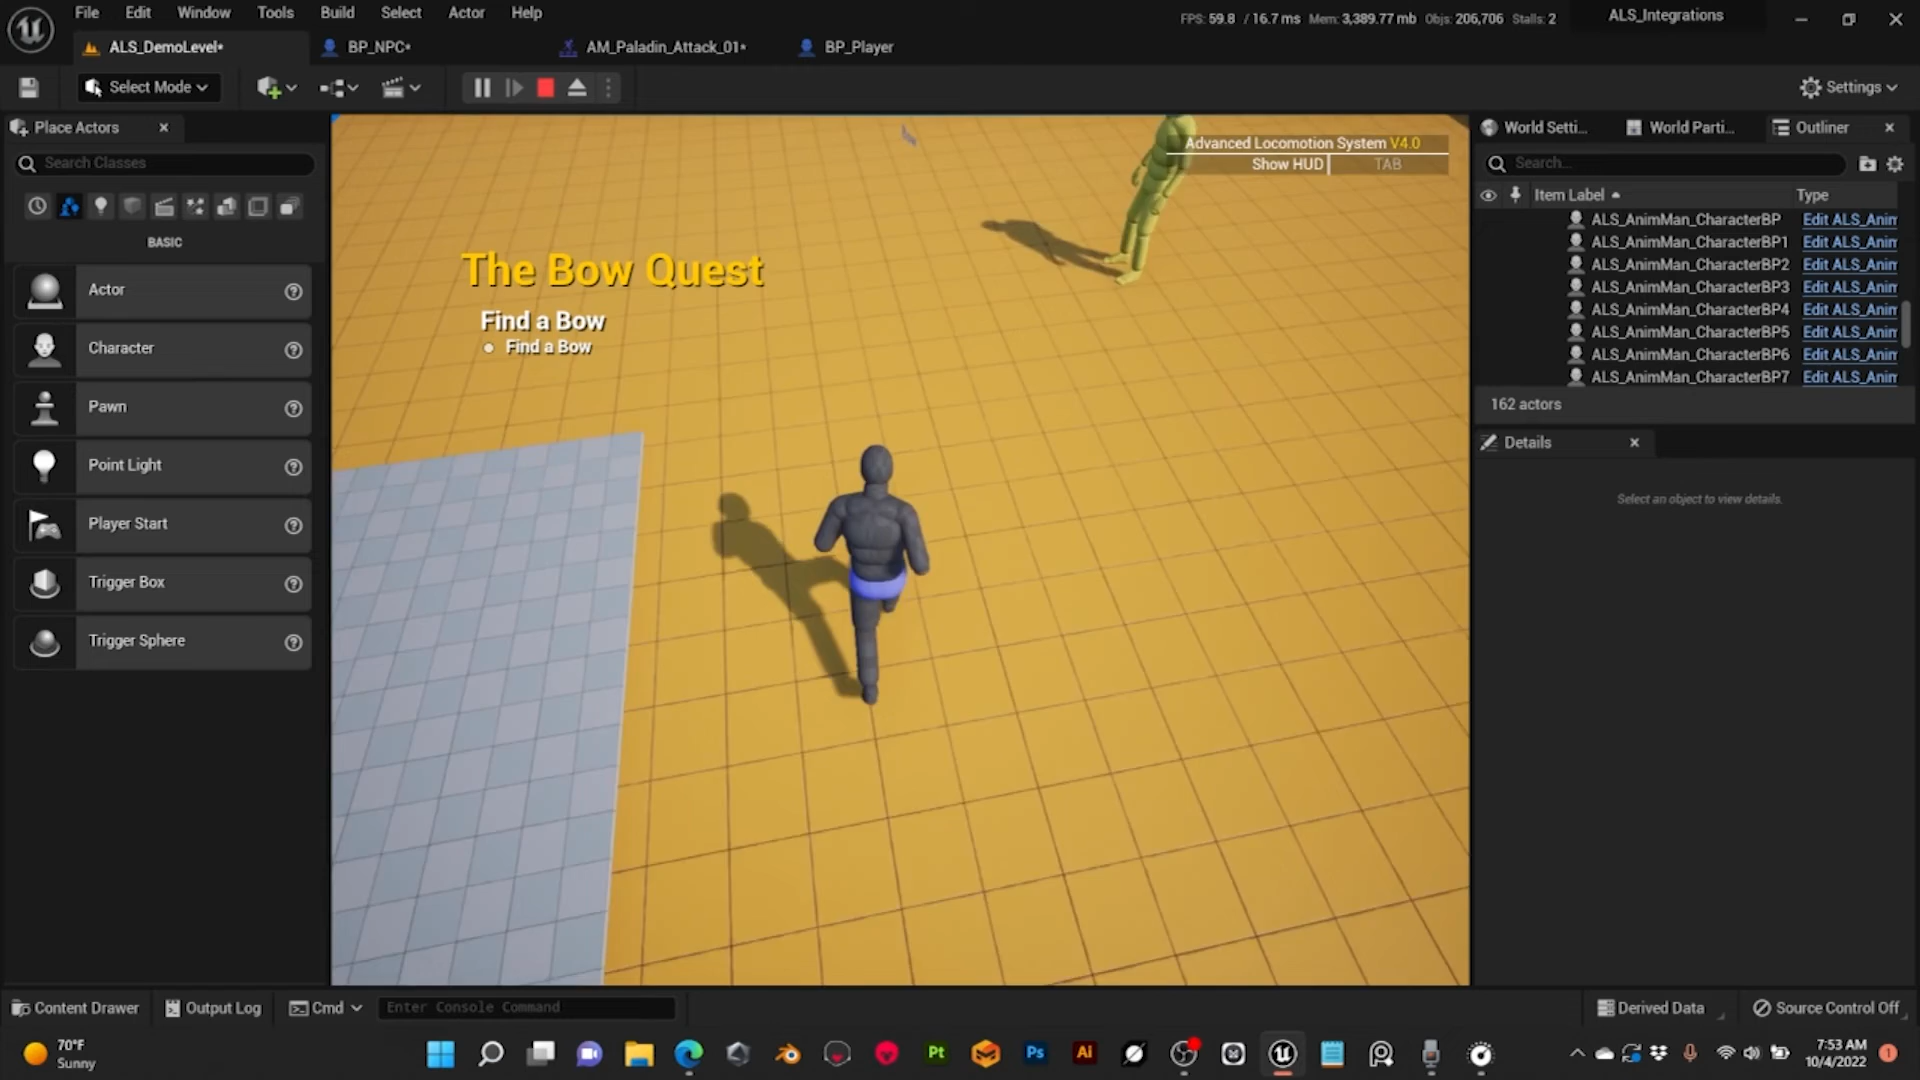 File Edit Window Tools Build Select Actor Help
FPS: 59.8 / 16.7 ms Mem: 3,389.77 mb Objs: 206,706 Stalls: 2
ALS_Integrations
ALS_DemoLevel*
BP_NPC*
AM_Paladin_Attack_01*
BP_Player
Select Mode
Settings
Place Actors
Search Classes
BASIC
Actor
Character
Pawn
Point Light
Player Start
Trigger Box
Trigger Sphere
Advanced Locomotion System V4.0
Show HUD TAB
The Bow Quest
Find a Bow
Find a Bow
World Setti...
World Parti...
Outliner
Search...
Item Label Type
ALS_AnimMan_CharacterBP Edit ALS_Anim
ALS_AnimMan_CharacterBP1 Edit ALS_Anim
ALS_AnimMan_CharacterBP2 Edit ALS_Anim
ALS_AnimMan_CharacterBP3 Edit ALS_Anim
ALS_AnimMan_CharacterBP4 Edit ALS_Anim
ALS_AnimMan_CharacterBP5 Edit ALS_Anim
ALS_AnimMan_CharacterBP6 Edit ALS_Anim
ALS_AnimMan_CharacterBP7 Edit ALS_Anim
162 actors
Details
Select an object to view details.
Content Drawer
Output Log
Cmd
Enter Console Command
Derived Data
Source Control Off
70°F
Sunny
Pt
Ps
Ai
7:53 AM
10/4/2022
1